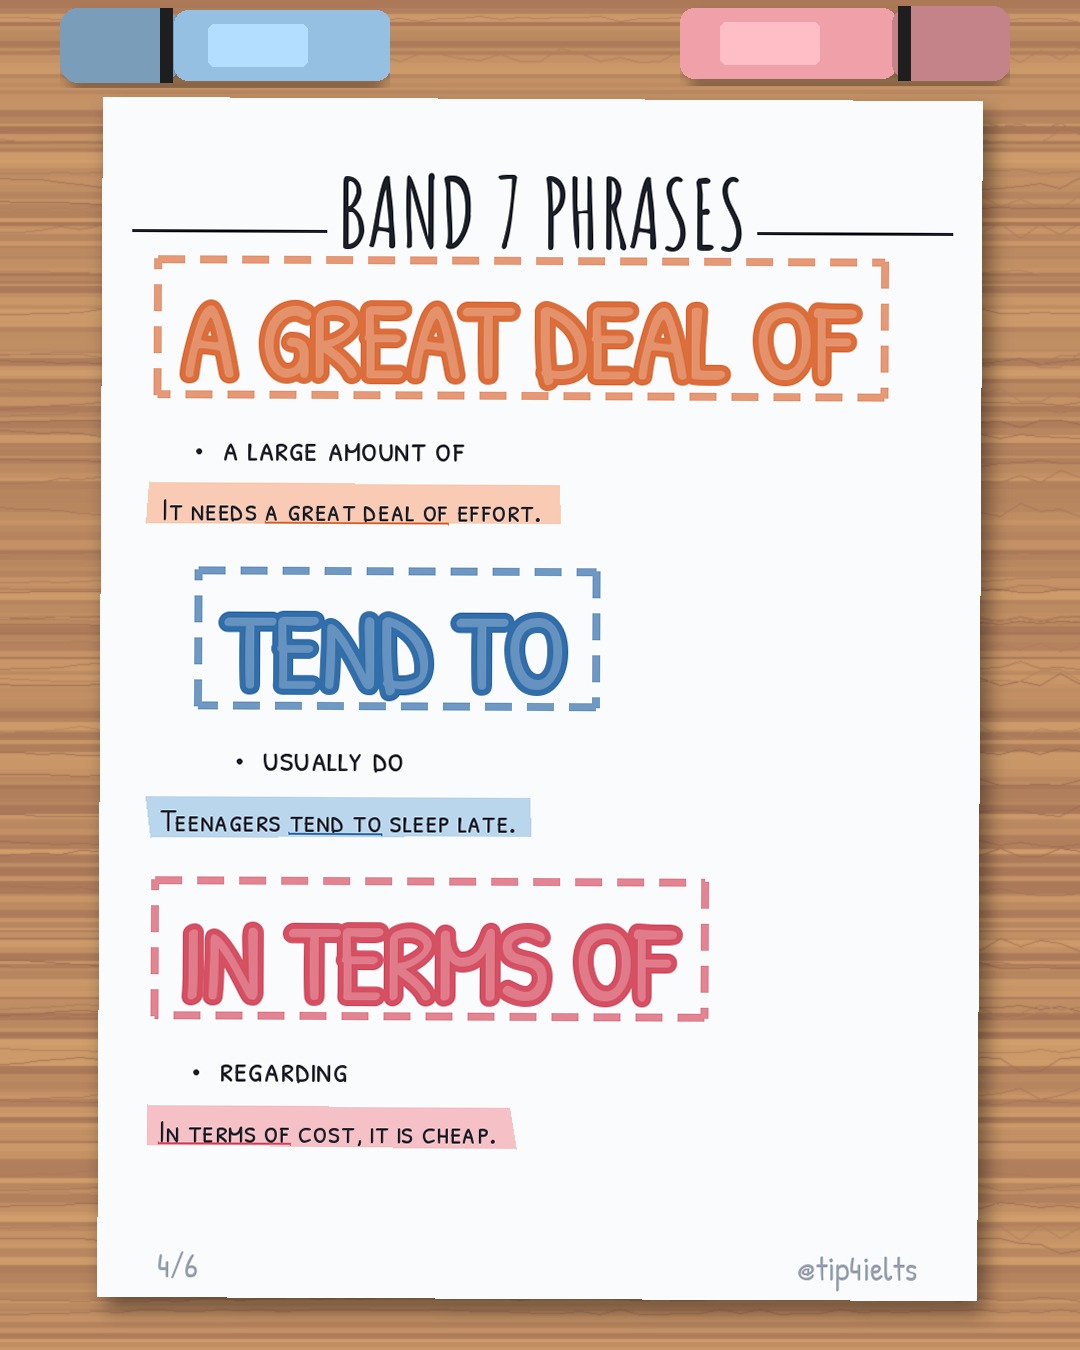 BAND 7 PHRASES
A GREAT DEAL OF
• A LARGE AMOUNT OF
IT NEEDS A GREAT DEAL OF EFFORT.
TEND TO
• USUALLY DO
TEENAGERS TEND TO SLEEP LATE.
IN TERMS OF
• REGARDING
IN TERMS OF COST, IT IS CHEAP.
4/6
@tip4ielts